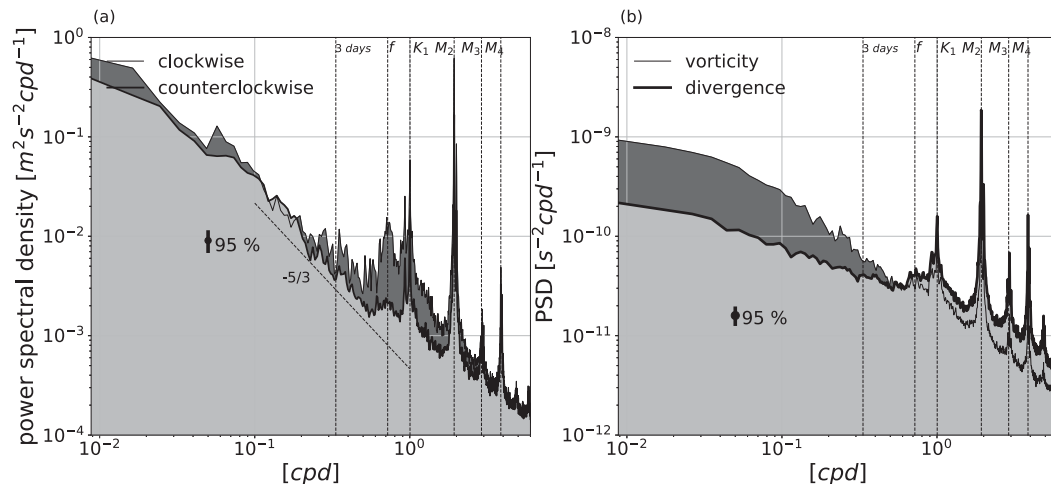 (a)
power spectral density [m²s⁻²cpd⁻¹]
10⁰
10⁻¹
10⁻²
10⁻³
10⁻⁴
clockwise
counterclockwise
3 days f K₁ M₂ M₃ M₄
95 %
-5/3
10⁻² 10⁻¹ 10⁰
[cpd]
(b)
PSD [s⁻²cpd⁻¹]
10⁻⁸
10⁻⁹
10⁻¹⁰
10⁻¹¹
10⁻¹²
vorticity
divergence
3 days f K₁ M₂ M₃ M₄
95 %
10⁻² 10⁻¹ 10⁰
[cpd]